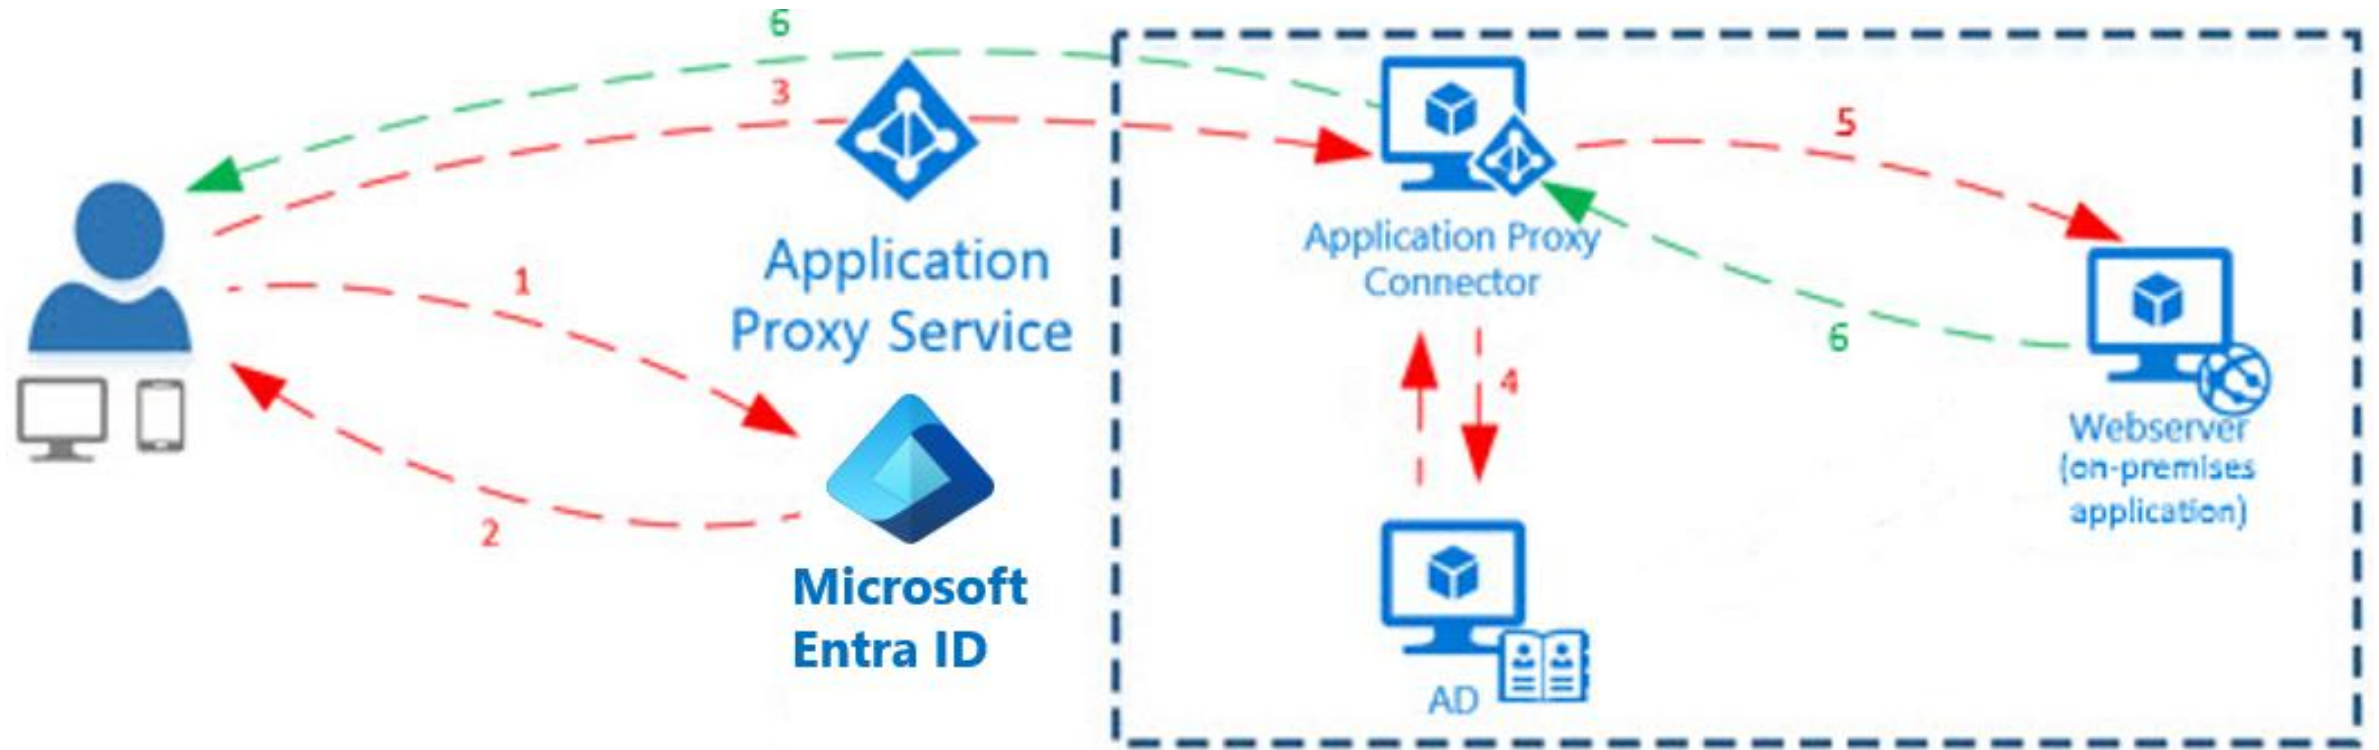 6
3
5
1
Application
Proxy Service
Application Proxy
Connector
6
4
2
Webserver
(on-premises
application)
Microsoft
Entra ID
AD